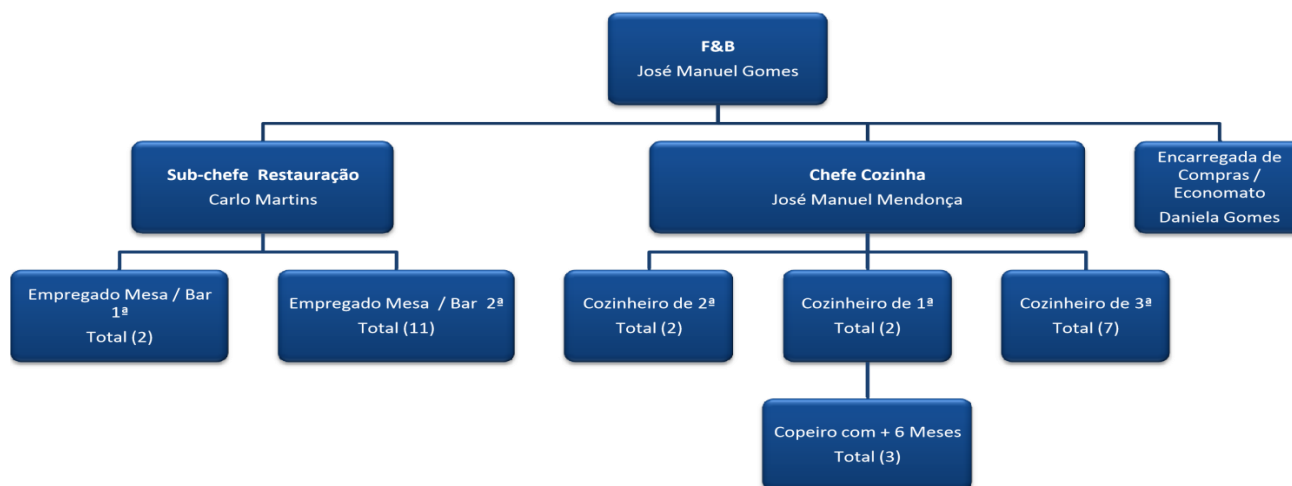 F&B
José Manuel Gomes
Sub-chefe Restauração
Carlo Martins
Chefe Cozinha
José Manuel Mendonça
Encarregada de
Compras /
Economato
Daniela Gomes
Empregado Mesa / Bar
1ª
Total (2)
Empregado Mesa / Bar 2ª
Total (11)
Cozinheiro de 2ª
Total (2)
Cozinheiro de 1ª
Total (2)
Cozinheiro de 3ª
Total (7)
Copeiro com + 6 Meses
Total (3)